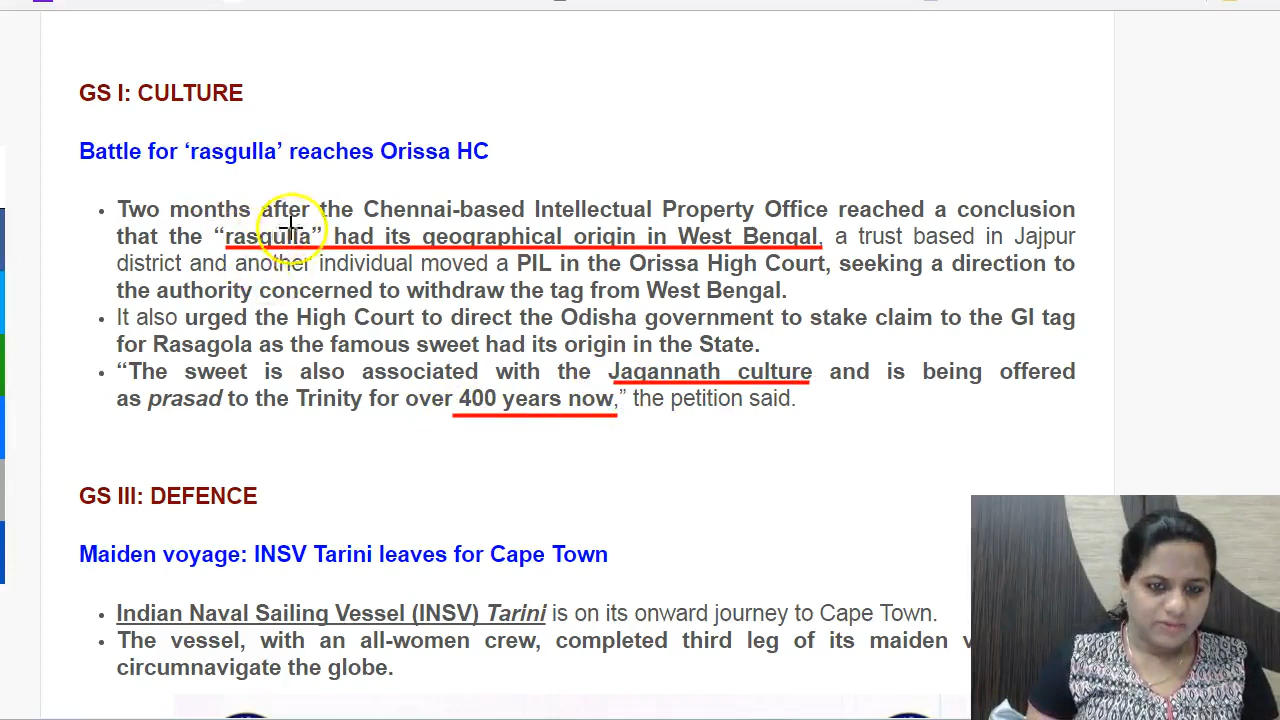 GS I: CULTURE
Battle for ‘rasgulla’ reaches Orissa HC
• Two months after the Chennai-based Intellectual Property Office reached a conclusion
that the “rasgulla” had its geographical origin in West Bengal, a trust based in Jajpur
district and another individual moved a PIL in the Orissa High Court, seeking a direction to
the authority concerned to withdraw the tag from West Bengal.
• It also urged the High Court to direct the Odisha government to stake claim to the GI tag
for Rasagola as the famous sweet had its origin in the State.
• “The sweet is also associated with the Jagannath culture and is being offered
as prasad to the Trinity for over 400 years now,” the petition said.
GS III: DEFENCE
Maiden voyage: INSV Tarini leaves for Cape Town
• Indian Naval Sailing Vessel (INSV) Tarini is on its onward journey to Cape Town.
• The vessel, with an all-women crew, completed third leg of its maiden
circumnavigate the globe.